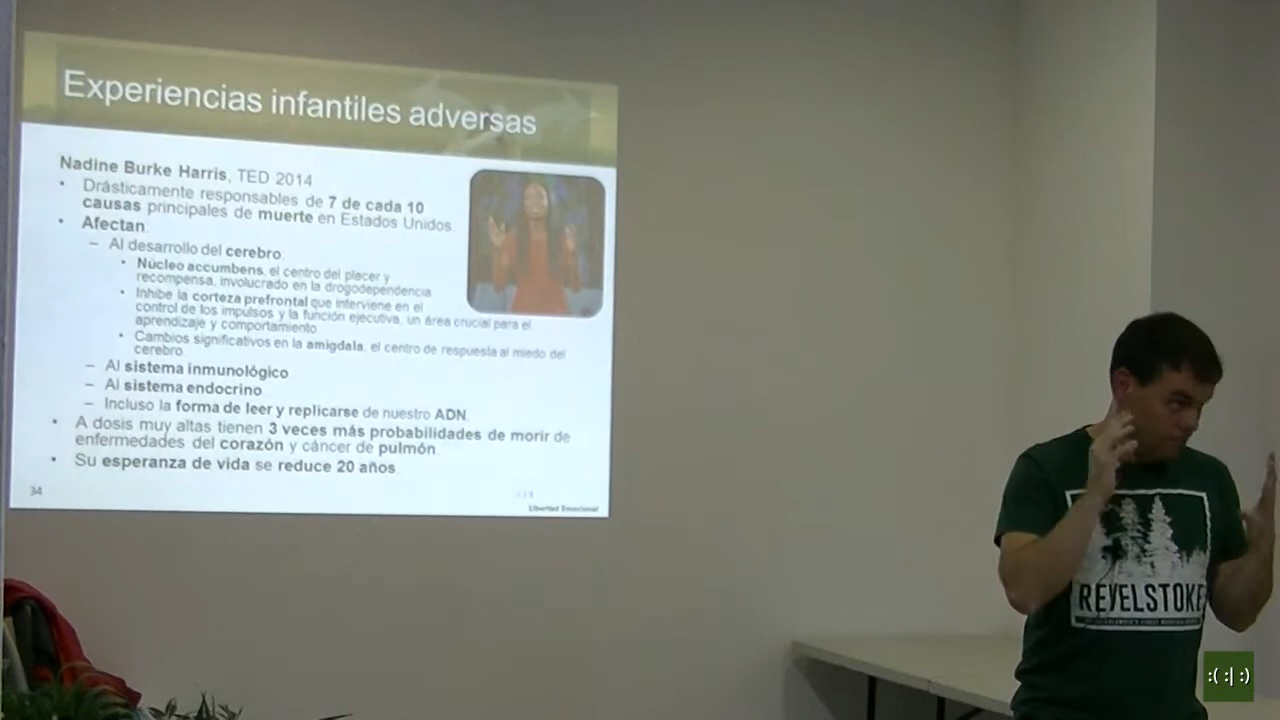 Experiencias infantiles adversas
Nadine Burke Harris, TED 2014
• Drásticamente responsables de 7 de cada 10
causas principales de muerte en Estados Unidos
• Afectan
– Al desarrollo del cerebro
• Núcleo accumbens, el centro del placer y
recompensa, involucrado en la drogodependencia
• Inhibe la corteza prefrontal que interviene en el
control de los impulsos y la función ejecutiva, un área crucial para el
aprendizaje y comportamiento
• Cambios significativos en la amígdala, el centro de respuesta al miedo del
cerebro
– Al sistema inmunológico
– Al sistema endocrino
– Incluso la forma de leer y replicarse de nuestro ADN.
• A dosis muy altas tienen 3 veces más probabilidades de morir de
enfermedades del corazón y cáncer de pulmón.
• Su esperanza de vida se reduce 20 años.
34
Libertad Emocional
REVELSTOKE
:( :| :)